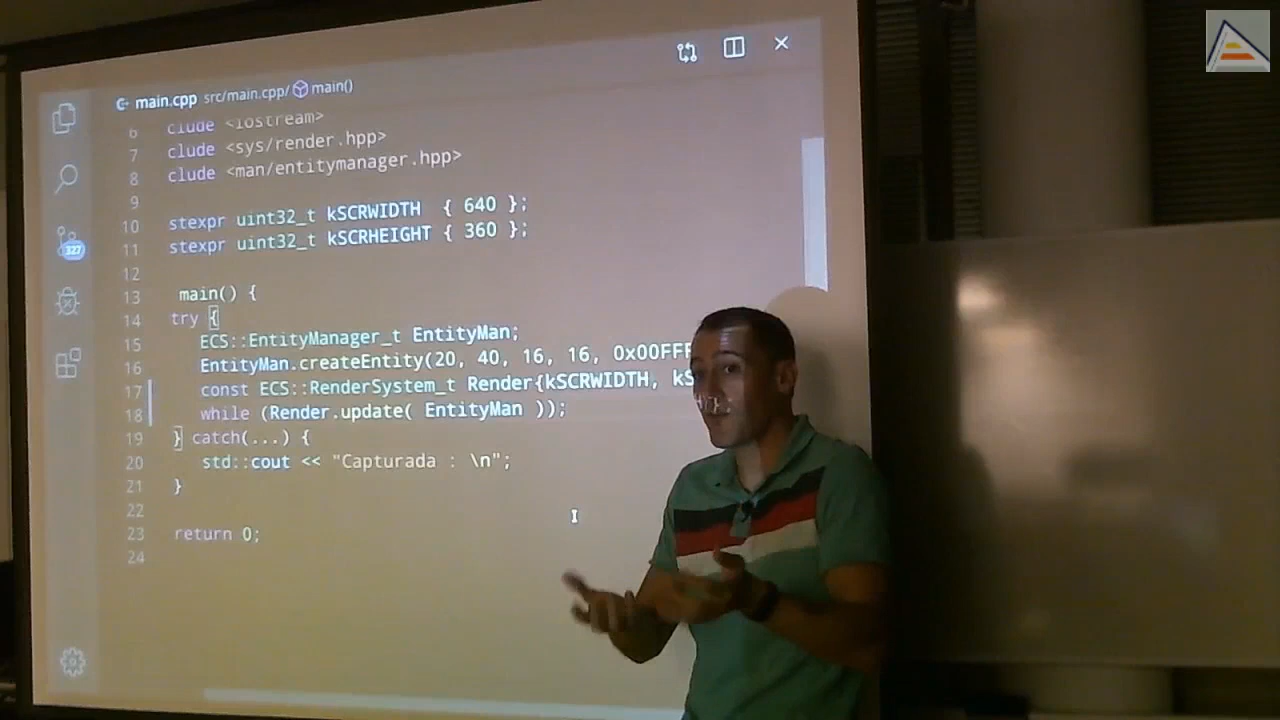 main.cpp src/main.cpp/ main()
6 clude <iostream>
7 clude <sys/render.hpp>
8 clude <man/entitymanager.hpp>
9
10 stexpr uint32_t kSCRWIDTH { 640 };
11 stexpr uint32_t kSCRHEIGHT { 360 };
12
13 main() {
14 try {
15 ECS::EntityManager_t EntityMan;
16 EntityMan.createEntity(20, 40, 16, 16, 0x00FFF
17 const ECS::RenderSystem_t Render{kSCRWIDTH, kS
18 while (Render.update( EntityMan ));
19 } catch(...) {
20 std::cout << "Capturada : \n";
21 }
22
23 return 0;
24
327